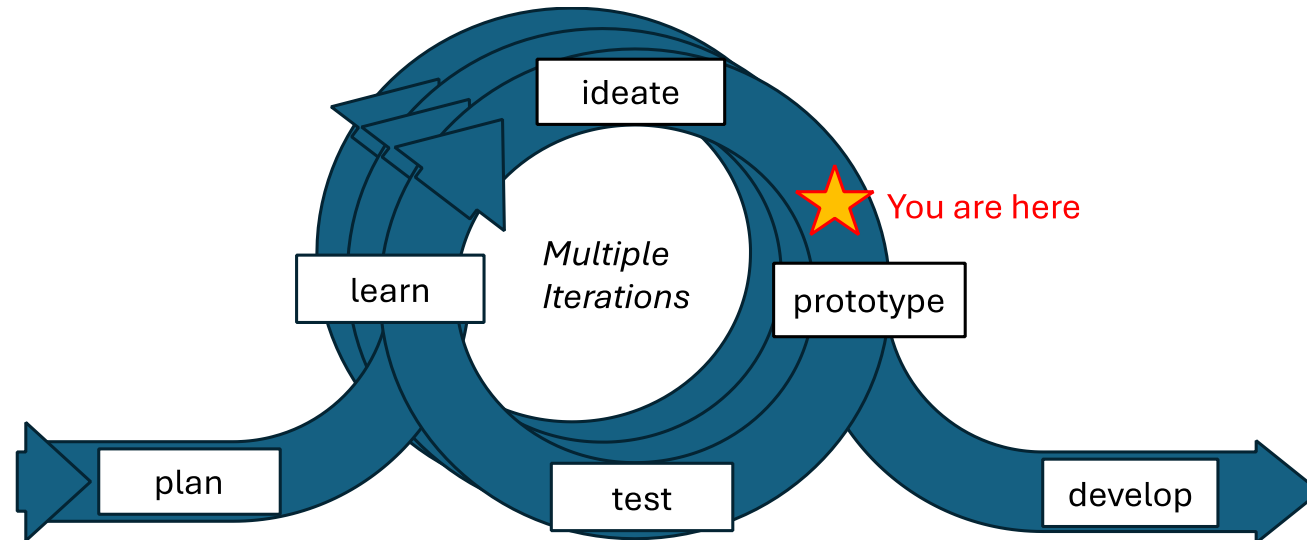 ideate
You are here
Multiple
Iterations
learn
prototype
plan
test
develop